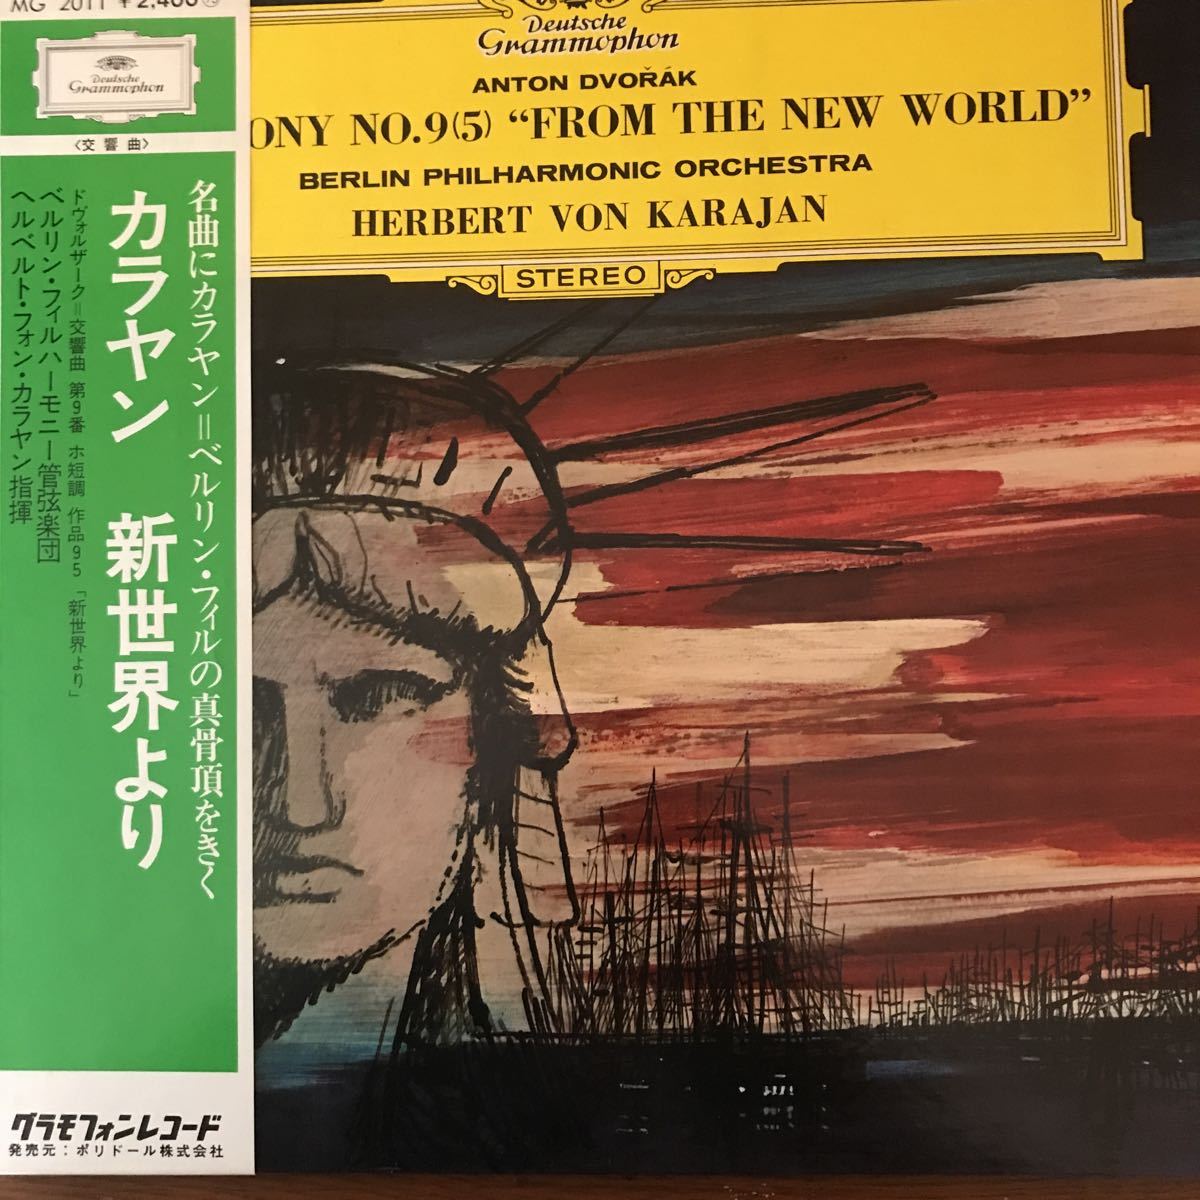 MG 2011 ¥2,400
Deutsche
Grammophon
〈交響曲〉
名曲にカラヤン=ベルリン・フィルの真骨頂をきく
カラヤン 新世界より
ドヴォルザーク=交響曲 第9番 ホ短調 作品95「新世界より」
ベルリン・フィルハーモニー管弦楽団
ヘルベルト・フォン・カラヤン指揮
グラモフォンレコード
発売元:ポリドール株式会社
Deutsche
Grammophon
ANTON DVOŘÁK
ONY NO.9(5) “FROM THE NEW WORLD”
BERLIN PHILHARMONIC ORCHESTRA
HERBERT VON KARAJAN
STEREO